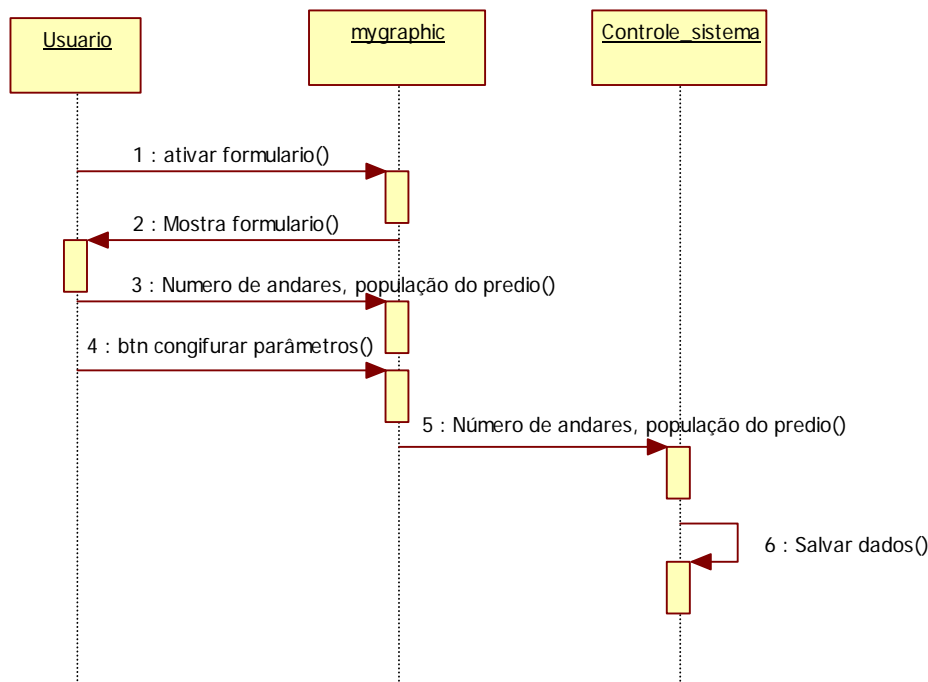 Usuario
mygraphic
Controle_sistema
1 : ativar formulario()
2 : Mostra formulario()
3 : Numero de andares, população do predio()
4 : btn congifurar parâmetros()
5 : Número de andares, população do predio()
6 : Salvar dados()